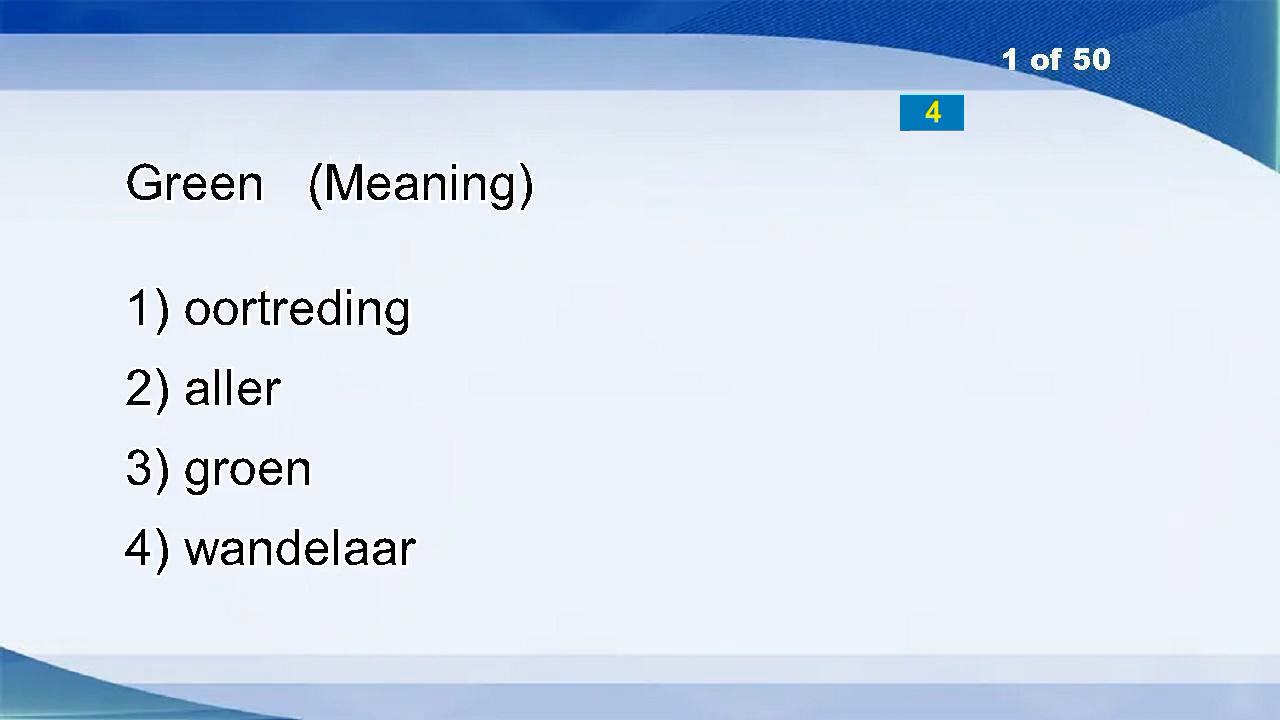 1 of 50
4
Green (Meaning)
1) oortreding
2) aller
3) groen
4) wandelaar